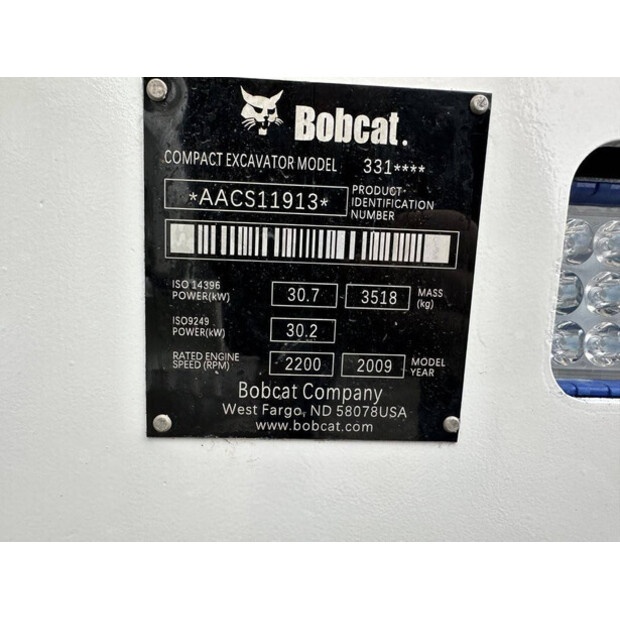 Bobcat.
COMPACT EXCAVATOR MODEL 331****
*AACS11913* PRODUCT IDENTIFICATION NUMBER
ISO 14396 POWER(kW) 30.7 3518 MASS (kg)
ISO9249 POWER(kW) 30.2
RATED ENGINE SPEED (RPM) 2200 2009 MODEL YEAR
Bobcat Company
West Fargo, ND 58078USA
www.bobcat.com